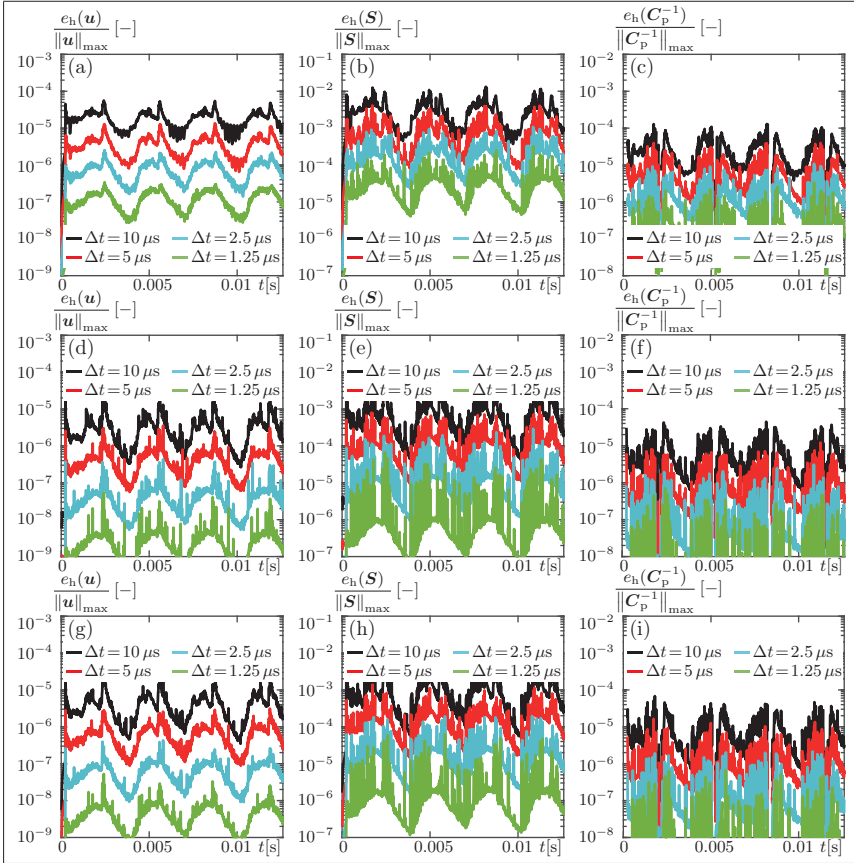 e_h(u) / ‖u‖_max [−]
e_h(S) / ‖S‖_max [−]
e_h(C_p^{-1}) / ‖C_p^{-1}‖_max [−]
(a)
10^{-3}
10^{-4}
10^{-5}
10^{-6}
10^{-7}
10^{-8}
10^{-9}
Δt = 10 μs Δt = 2.5 μs
Δt = 5 μs Δt = 1.25 μs
0 0.005 0.01 t[s]
(b)
10^{-1}
10^{-2}
10^{-3}
10^{-4}
10^{-5}
10^{-6}
10^{-7}
Δt = 10 μs Δt = 2.5 μs
Δt = 5 μs Δt = 1.25 μs
0 0.005 0.01 t[s]
(c)
10^{-2}
10^{-3}
10^{-4}
10^{-5}
10^{-6}
10^{-7}
10^{-8}
Δt = 10 μs Δt = 2.5 μs
Δt = 5 μs Δt = 1.25 μs
0 0.005 0.01 t[s]
e_h(u) / ‖u‖_max [−]
e_h(S) / ‖S‖_max [−]
e_h(C_p^{-1}) / ‖C_p^{-1}‖_max [−]
(d)
10^{-3}
10^{-4}
10^{-5}
10^{-6}
10^{-7}
10^{-8}
10^{-9}
Δt = 10 μs Δt = 2.5 μs
Δt = 5 μs Δt = 1.25 μs
0 0.005 0.01 t[s]
(e)
10^{-1}
10^{-2}
10^{-3}
10^{-4}
10^{-5}
10^{-6}
10^{-7}
Δt = 10 μs Δt = 2.5 μs
Δt = 5 μs Δt = 1.25 μs
0 0.005 0.01 t[s]
(f)
10^{-2}
10^{-3}
10^{-4}
10^{-5}
10^{-6}
10^{-7}
10^{-8}
Δt = 10 μs Δt = 2.5 μs
Δt = 5 μs Δt = 1.25 μs
0 0.005 0.01 t[s]
e_h(u) / ‖u‖_max [−]
e_h(S) / ‖S‖_max [−]
e_h(C_p^{-1}) / ‖C_p^{-1}‖_max [−]
(g)
10^{-3}
10^{-4}
10^{-5}
10^{-6}
10^{-7}
10^{-8}
10^{-9}
Δt = 10 μs Δt = 2.5 μs
Δt = 5 μs Δt = 1.25 μs
0 0.005 0.01 t[s]
(h)
10^{-1}
10^{-2}
10^{-3}
10^{-4}
10^{-5}
10^{-6}
10^{-7}
Δt = 10 μs Δt = 2.5 μs
Δt = 5 μs Δt = 1.25 μs
0 0.005 0.01 t[s]
(i)
10^{-2}
10^{-3}
10^{-4}
10^{-5}
10^{-6}
10^{-7}
10^{-8}
Δt = 10 μs Δt = 2.5 μs
Δt = 5 μs Δt = 1.25 μs
0 0.005 0.01 t[s]